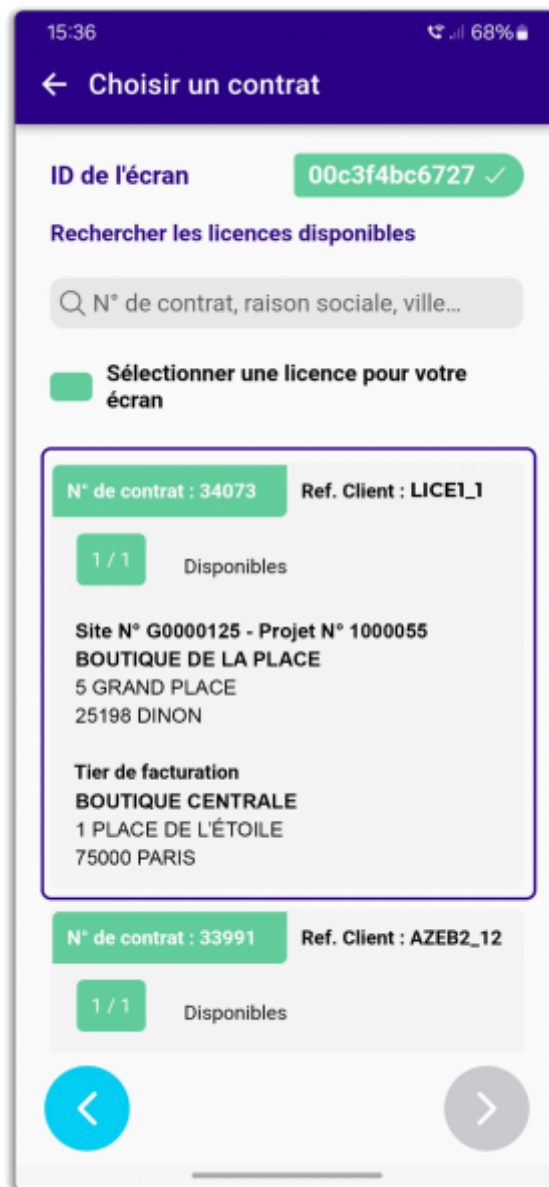 15:36 68%
Choisir un contrat
ID de l'écran 00c3f4bc6727
Rechercher les licences disponibles
N° de contrat, raison sociale, ville...
Sélectionner une licence pour votre
écran
N° de contrat : 34073 Ref. Client : LICE1_1
1 / 1 Disponibles
Site N° G0000125 - Projet N° 1000055
BOUTIQUE DE LA PLACE
5 GRAND PLACE
25198 DINON
Tier de facturation
BOUTIQUE CENTRALE
1 PLACE DE L'ÉTOILE
75000 PARIS
N° de contrat : 33991 Ref. Client : AZEB2_12
1 / 1 Disponibles